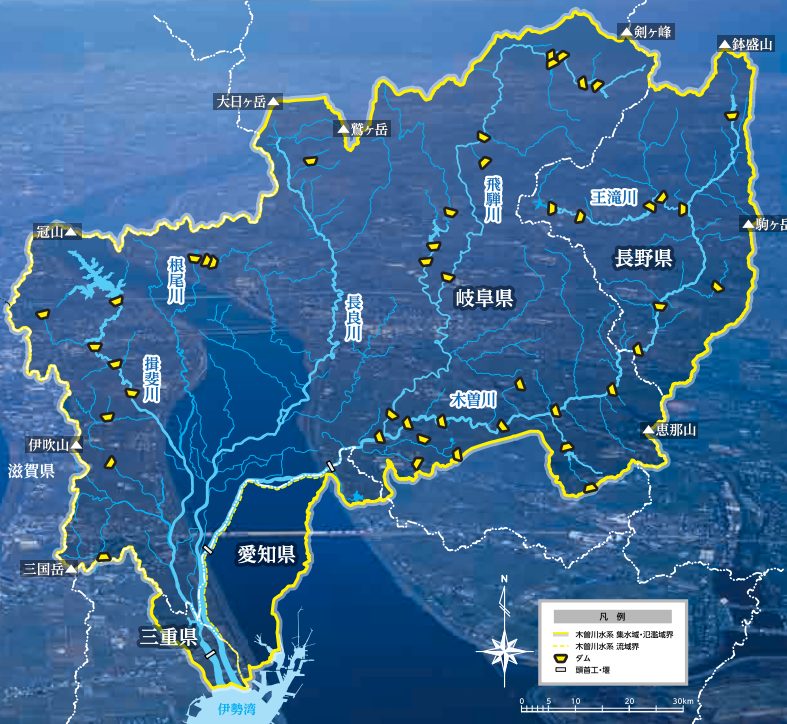 剣ヶ峰
鉢盛山
大日ヶ岳
鷲ヶ岳
飛騨川
王滝川
冠山
駒ヶ岳
根尾川
長野県
長良川
岐阜県
揖斐川
木曽川
恵那山
伊吹山
滋賀県
愛知県
三国岳
三重県
伊勢湾
N
凡 例
木曽川水系 集水域・氾濫域界
木曽川水系 流域界
ダム
頭首工・堰
0 5 10 20 30km